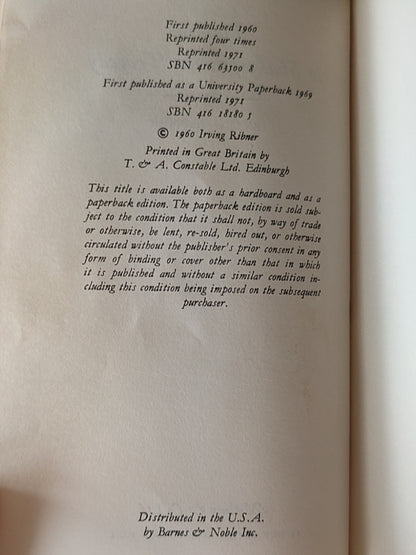 First published 1960
Reprinted four times
Reprinted 1971
SBN 416 63500 8
First published as a University Paperback 1969
Reprinted 1971
SBN 416 18180 5
© 1960 Irving Ribner
Printed in Great Britain by
T. & A. Constable Ltd. Edinburgh
This title is available both as a hardboard and as a
paperback edition. The paperback edition is sold sub-
ject to the condition that it shall not, by way of trade
or otherwise, be lent, re-sold, hired out, or otherwise
circulated without the publisher's prior consent in any
form of binding or cover other than that in which
it is published and without a similar condition in-
cluding this condition being imposed on the subsequent
purchaser.
Distributed in the U.S.A.
by Barnes & Noble Inc.